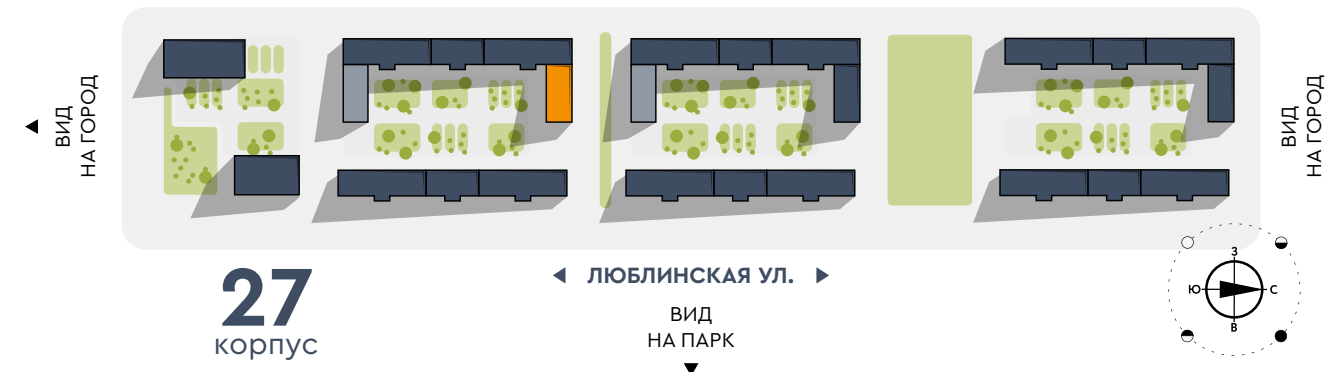 ВИД
НА ГОРОД
ВИД
НА ГОРОД
27
корпус
ЛЮБЛИНСКАЯ УЛ.
ВИД
НА ПАРК
З
Ю
С
В